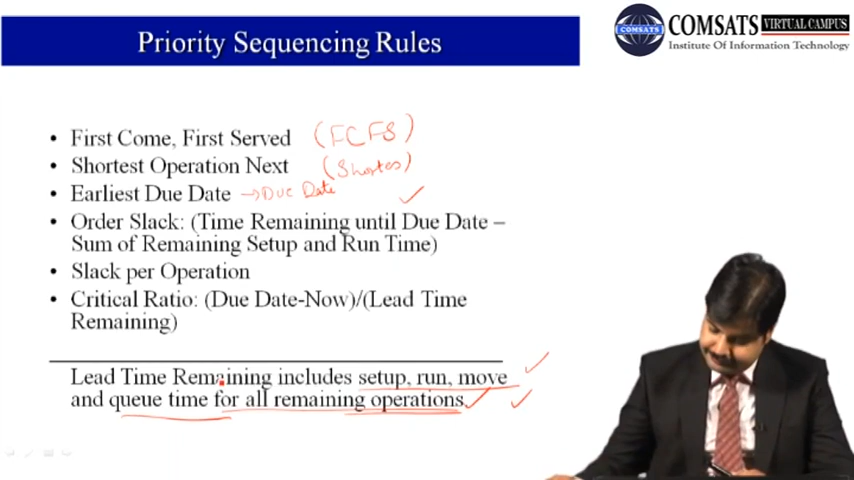 Priority Sequencing Rules
COMSATS VIRTUAL CAMPUS
Institute Of Information Technology
COMSATS
• First Come, First Served (FCFS)
• Shortest Operation Next (Shortes)
• Earliest Due Date → Due Date
• Order Slack: (Time Remaining until Due Date –
Sum of Remaining Setup and Run Time)
• Slack per Operation
• Critical Ratio: (Due Date-Now)/(Lead Time
Remaining)
Lead Time Remaining includes setup, run, move
and queue time for all remaining operations.